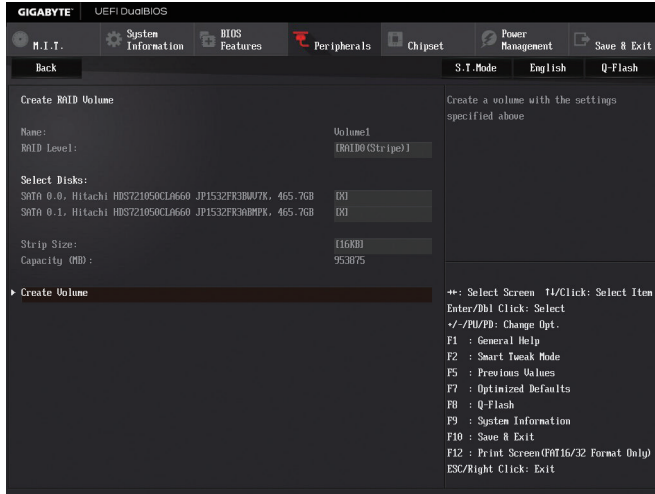 GIGABYTE™ UEFI DualBIOS
M.I.T. System Information BIOS Features Peripherals Chipset Power Management Save & Exit
Back S.T.Mode English Q-Flash
Create RAID Volume
Name: Volume1
RAID Level: [RAID0(Stripe)]
Select Disks:
SATA 0.0, Hitachi HDS721050CLA660 JP1532FR3BWU7K, 465.7GB [X]
SATA 0.1, Hitachi HDS721050CLA660 JP1532FR3ABMPK, 465.7GB [X]
Strip Size: [16KB]
Capacity (MB): 953875
Create Volume
Create a volume with the settings
specified above
→←: Select Screen ↑↓/Click: Select Item
Enter/Dbl Click: Select
+/-/PU/PD: Change Opt.
F1 : General Help
F2 : Smart Tweak Mode
F5 : Previous Values
F7 : Optimized Defaults
F8 : Q-Flash
F9 : System Information
F10 : Save & Exit
F12 : Print Screen(FAT16/32 Format Only)
ESC/Right Click: Exit